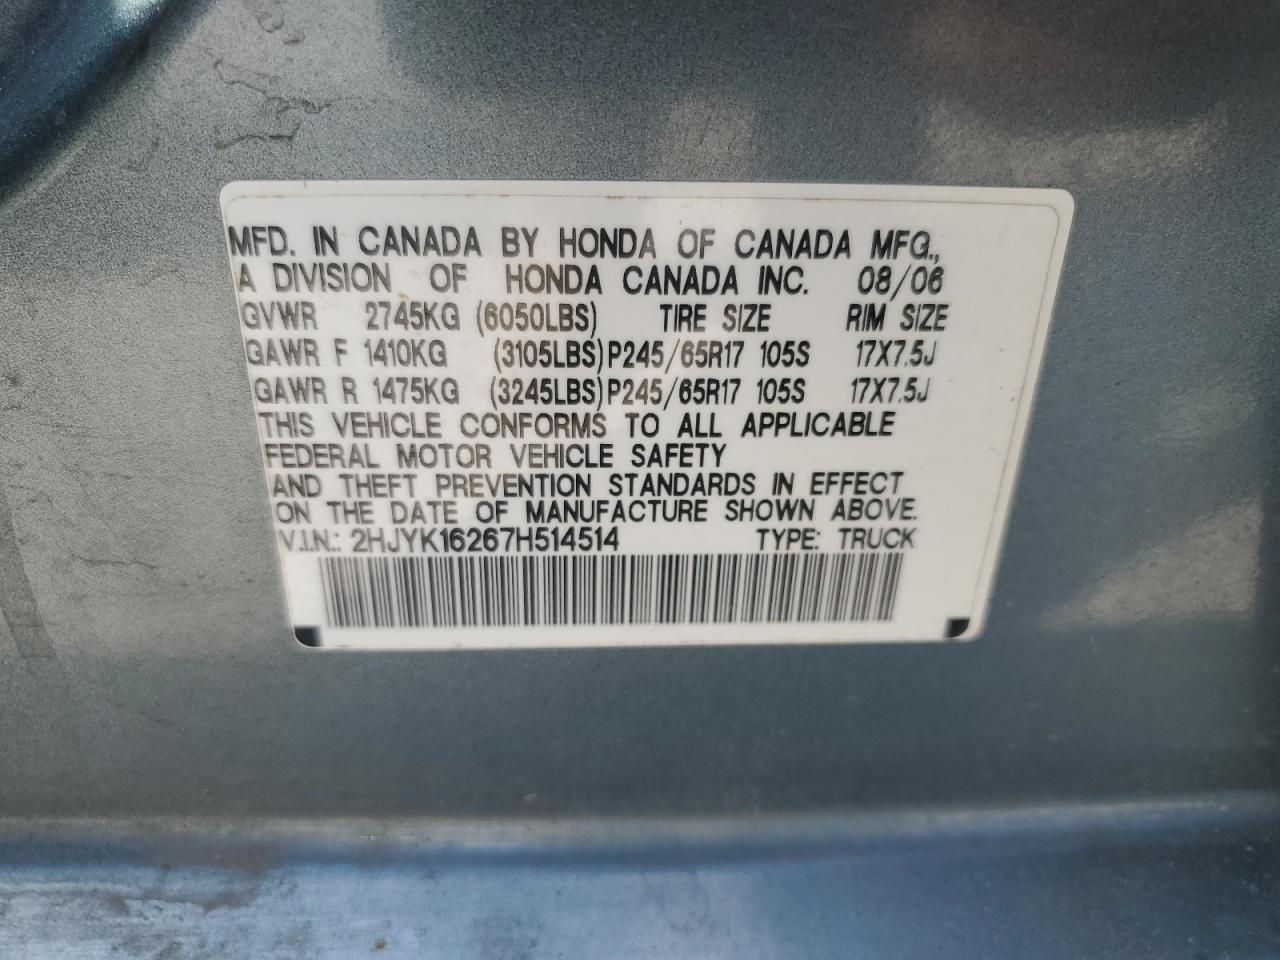 MFD. IN CANADA BY HONDA OF CANADA MFG.,
A DIVISION OF HONDA CANADA INC. 08/06
GVWR 2745KG (6050LBS) TIRE SIZE RIM SIZE
GAWR F 1410KG (3105LBS) P245/65R17 105S 17X7.5J
GAWR R 1475KG (3245LBS) P245/65R17 105S 17X7.5J
THIS VEHICLE CONFORMS TO ALL APPLICABLE
FEDERAL MOTOR VEHICLE SAFETY
AND THEFT PREVENTION STANDARDS IN EFFECT
ON THE DATE OF MANUFACTURE SHOWN ABOVE.
V.I.N.: 2HJYK16267H514514 TYPE: TRUCK